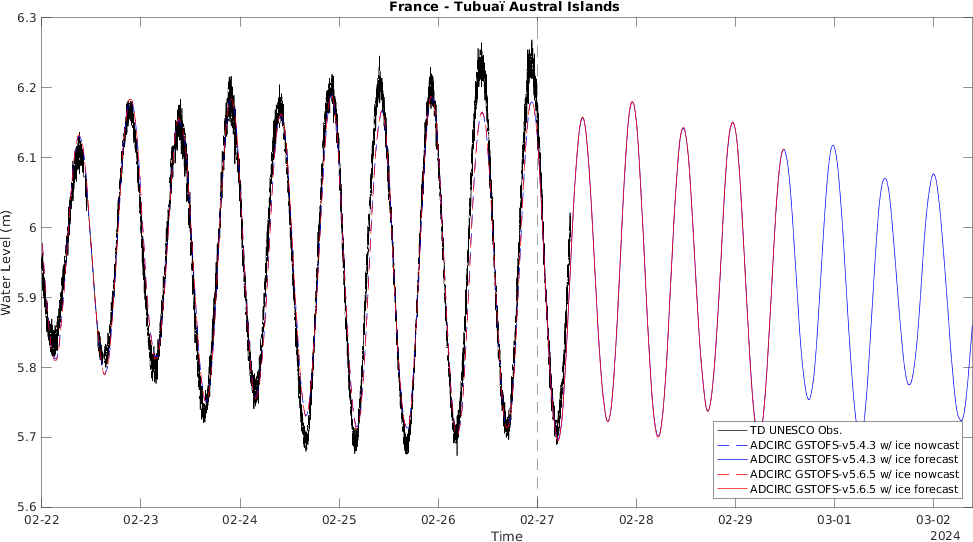 France - Tubuaï Austral Islands
6.3
6.2
6.1
6
5.9
5.8
5.7
5.6
Water Level (m)
TD UNESCO Obs.
ADCIRC GSTOFS-v5.4.3 w/ ice nowcast
ADCIRC GSTOFS-v5.4.3 w/ ice forecast
ADCIRC GSTOFS-v5.6.5 w/ ice nowcast
ADCIRC GSTOFS-v5.6.5 w/ ice forecast
02-22 02-23 02-24 02-25 02-26 02-27 02-28 02-29 03-01 03-02
Time 2024